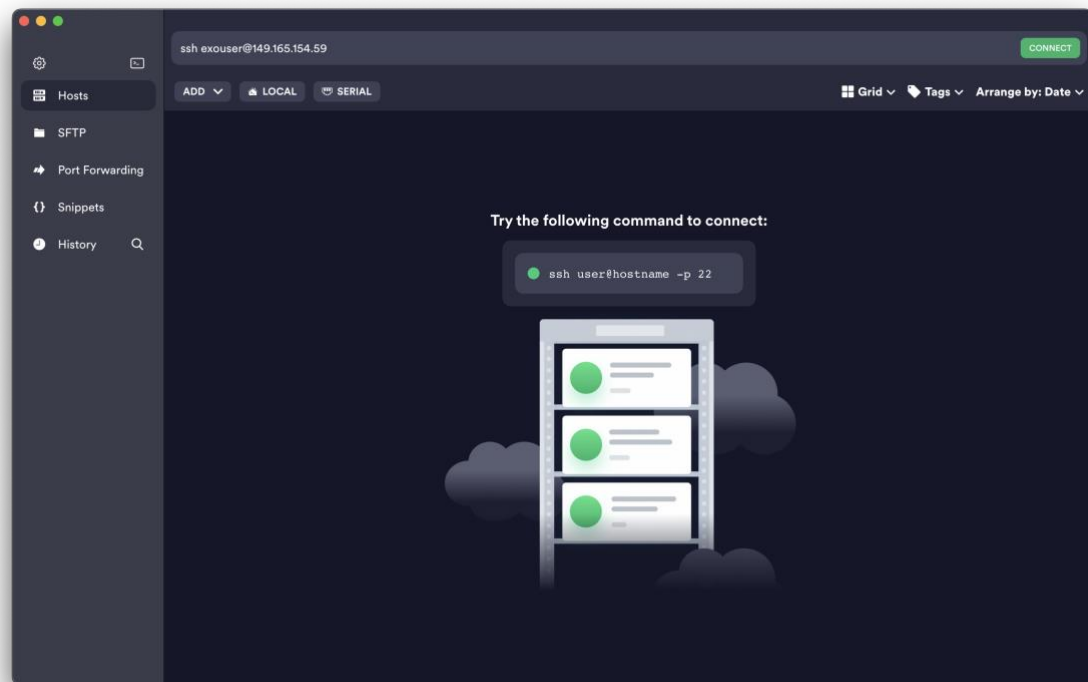 ssh exouser@149.165.154.59
CONNECT
Hosts
SFTP
Port Forwarding
Snippets
History
ADD
LOCAL
SERIAL
Grid
Tags
Arrange by: Date
Try the following command to connect:
ssh user@hostname -p 22